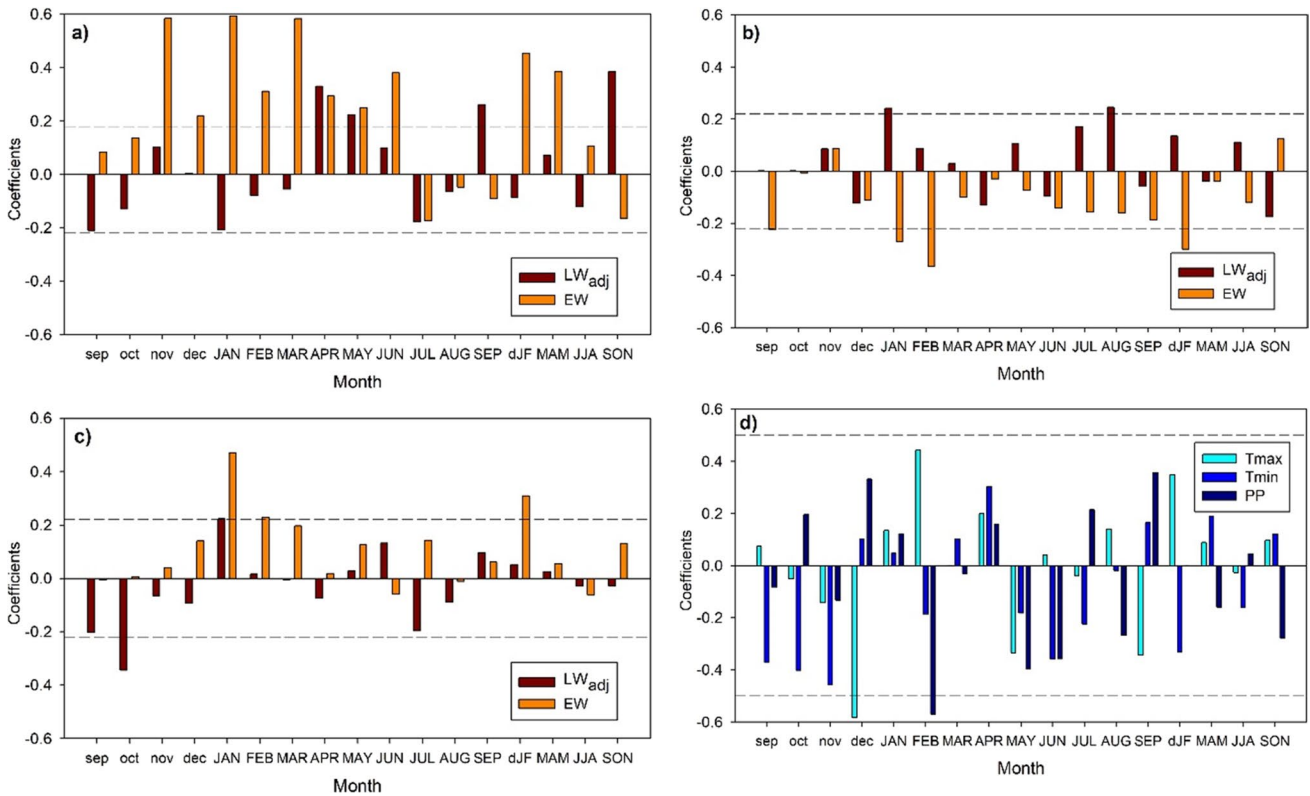 a)
0.6
0.4
0.2
0.0
-0.2
-0.4
-0.6
Coefficients
LWadj
EW
sep oct nov dec JAN FEB MAR APR MAY JUN JUL AUG SEP dJF MAM JJA SON
Month
b)
0.6
0.4
0.2
0.0
-0.2
-0.4
-0.6
Coefficients
LWadj
EW
sep oct nov dec JAN FEB MAR APR MAY JUN JUL AUG SEP dJF MAM JJA SON
Month
c)
0.6
0.4
0.2
0.0
-0.2
-0.4
-0.6
Coefficients
LWadj
EW
sep oct nov dec JAN FEB MAR APR MAY JUN JUL AUG SEP dJF MAM JJA SON
Month
d)
0.6
0.4
0.2
0.0
-0.2
-0.4
-0.6
Coefficients
Tmax
Tmin
PP
sep oct nov dec JAN FEB MAR APR MAY JUN JUL AUG SEP dJF MAM JJA SON
Month